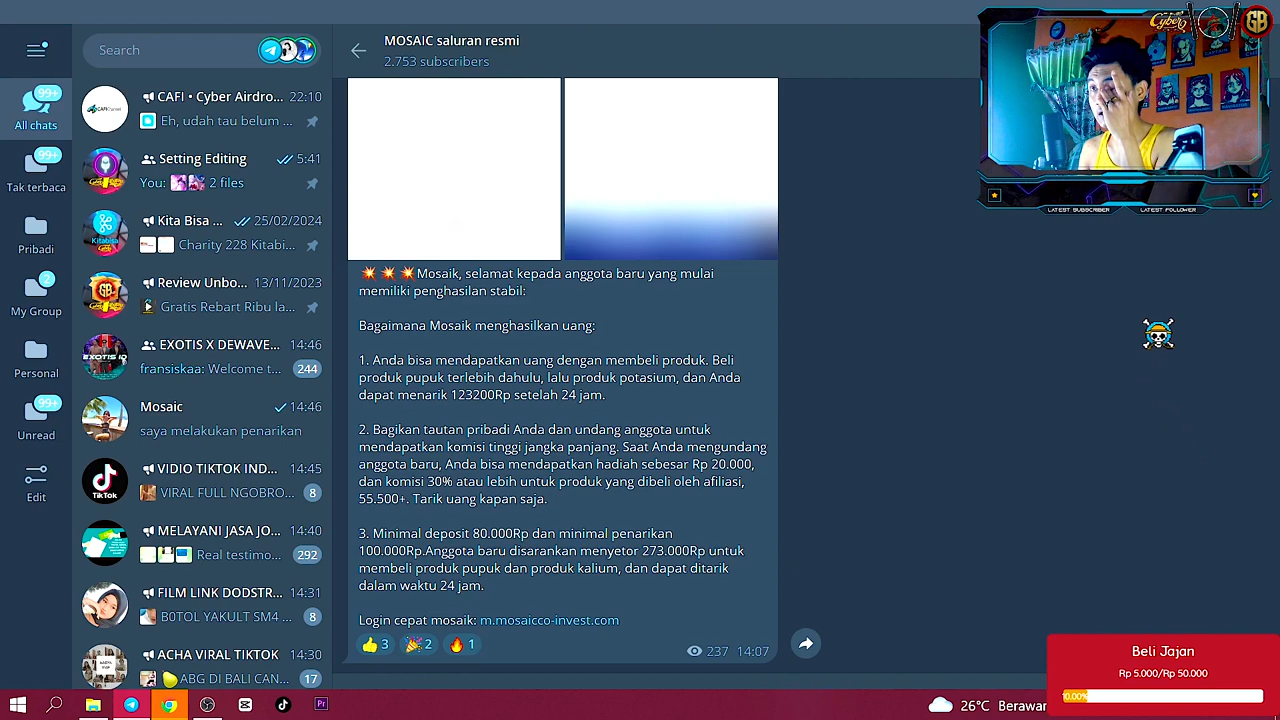 Search
MOSAIC saluran resmi
2.753 subscribers
99+
All chats
99+
Tak terbaca
Pribadi
2
My Group
Personal
99+
Unread
Edit
CAFI • Cyber Airdro... 22:10
Eh, udah tau belum ...
Setting Editing 5:41
You: 2 files
Kita Bisa ... 25/02/2024
Charity 228 Kitabi...
Review Unbo... 13/11/2023
Gratis Rebart Ribu la...
EXOTIS X DEWAVE... 14:46
fransiskaa: Welcome t... 244
Mosaic 14:46
saya melakukan penarikan
VIDIO TIKTOK IND... 14:45
VIRAL FULL NGOBRO... 8
TikTok
MELAYANI JASA JO... 14:40
Real testimo... 292
FILM LINK DODSTR... 14:31
B0TOL YAKULT SM4 ... 8
ACHA VIRAL TIKTOK 14:30
ABG DI BALI CAN... 17
💥💥💥Mosaik, selamat kepada anggota baru yang mulai
memiliki penghasilan stabil:
Bagaimana Mosaik menghasilkan uang:
1. Anda bisa mendapatkan uang dengan membeli produk. Beli
produk pupuk terlebih dahulu, lalu produk potasium, dan Anda
dapat menarik 123200Rp setelah 24 jam.
2. Bagikan tautan pribadi Anda dan undang anggota untuk
mendapatkan komisi tinggi jangka panjang. Saat Anda mengundang
anggota baru, Anda bisa mendapatkan hadiah sebesar Rp 20.000,
dan komisi 30% atau lebih untuk produk yang dibeli oleh afiliasi,
55.500+. Tarik uang kapan saja.
3. Minimal deposit 80.000Rp dan minimal penarikan
100.000Rp.Anggota baru disarankan menyetor 273.000Rp untuk
membeli produk pupuk dan produk kalium, dan dapat ditarik
dalam waktu 24 jam.
Login cepat mosaik: m.mosaicco-invest.com
👍 3 🎉 2 🔥 1
237 14:07
Cyber
GB
LATEST SUBSCRIBER LATEST FOLLOWER
Beli Jajan
Rp 5.000/Rp 50.000
10.00%
Pr
26°C Berawan